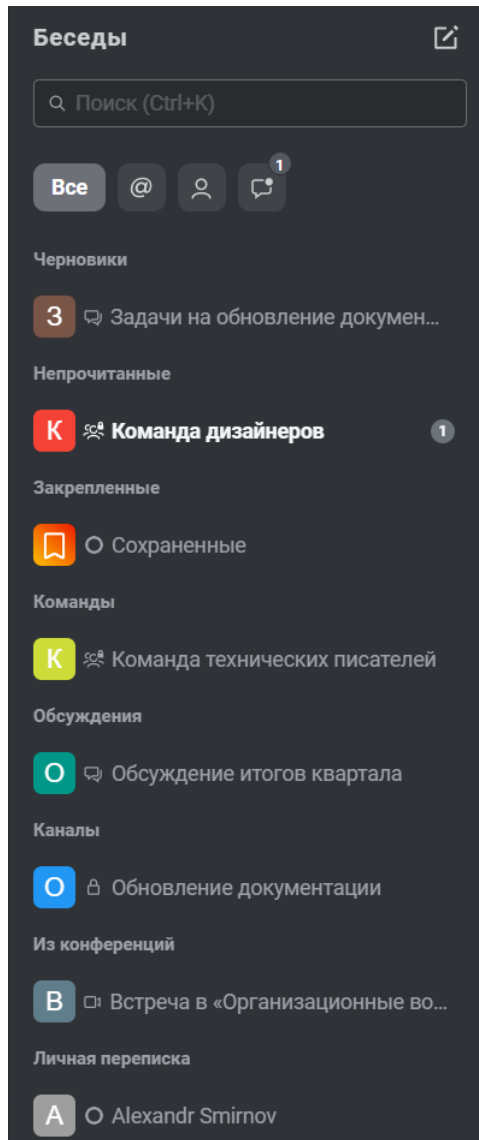 Беседы
Поиск (Ctrl+K)
Все @ 1
Черновики
З Задачи на обновление докумен...
Непрочитанные
К Команда дизайнеров 1
Закрепленные
Сохраненные
Команды
К Команда технических писателей
Обсуждения
О Обсуждение итогов квартала
Каналы
О Обновление документации
Из конференций
В Встреча в «Организационные во...
Личная переписка
A Alexandr Smirnov